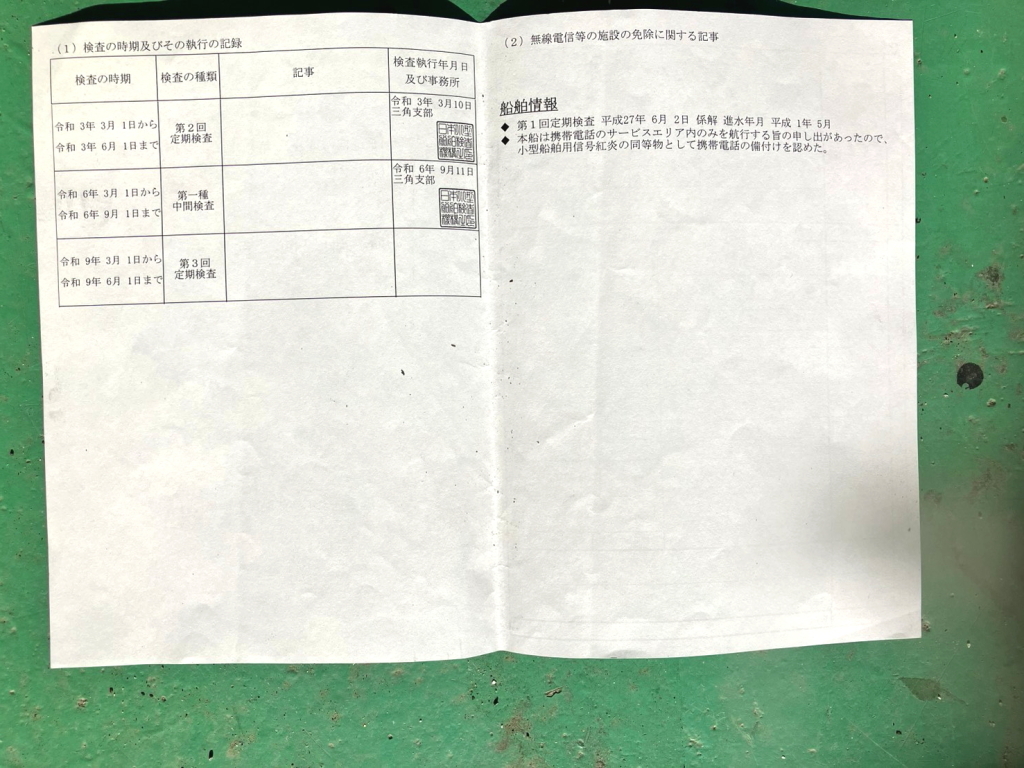 (1) 検査の時期及びその執行の記録
検査の時期 検査の種類 記事 検査執行年月日
及び事務所
令和 3年 3月 1日から
令和 3年 6月 1日まで
第2回
定期検査
令和 3年 3月10日
三角支部
令和 6年 3月 1日から
令和 6年 9月 1日まで
第一種
中間検査
令和 6年 9月11日
三角支部
令和 9年 3月 1日から
令和 9年 6月 1日まで
第3回
定期検査
(2) 無線電信等の施設の免除に関する記事
船舶情報
◆ 第1回定期検査 平成27年 6月 2日 係解 進水年月 平成 1年 5月
◆ 本船は携帯電話のサービスエリア内のみを航行する旨の申し出があったので、
小型船舶用信号紅炎の同等物として携帯電話の備付けを認めた。